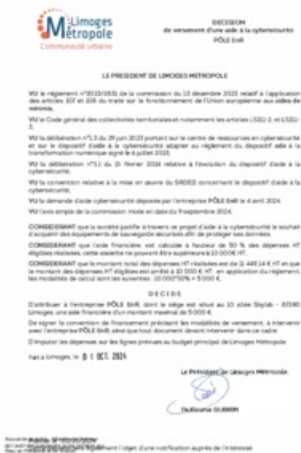 Limoges
Métropole
Communauté urbaine
DECISION
de versement d'une aide à la cybersécurité
PÔLE EnR
LE PRESIDENT DE LIMOGES METROPOLE
VU le règlement n°2023/2831 de la commission du 13 décembre 2023 relatif à l'application
des articles 107 et 108 du traité sur le fonctionnement de l'Union européenne aux aides de
minimis,
VU le Code général des collectivités territoriales et notamment les articles L5211-2, et L5211-
VU la délibération n°5.3 du 29 juin 2023 portant sur le centre de ressources en cybersécurité
et sur le dispositif d'aide à la cybersécurité adapter au règlement du dispositif aide à la
transformation numérique signé le 6 juillet 2023,
VU la délibération n°5.1 du 15 février 2024 relative à l'évolution du dispositif d'aide à la
cybersécurité,
VU la convention relative à la mise en œuvre du SRDEII concernant le dispositif d'aide à la
cybersécurité,
VU la demande d'aide cybersécurité déposée par l'entreprise PÔLE EnR le 4 avril 2024,
VU l'avis simple de la commission mixte en date du 9 septembre 2024,
CONSIDERANT que la société justifie à travers ce projet d'aide à la cybersécurité le souhait
d'acquérir des équipements de sauvegarde sécurisés afin de protéger ses données,
CONSIDERANT que l'aide financière, est calculée à hauteur de 50 % des dépenses HT
éligibles réalisées, cette assiette ne pouvant être supérieure à 10 000 € HT,
CONSIDERANT que le montant total des dépenses HT réalisées est de 11 449,14 € HT et que
le montant des dépenses HT éligibles est arrêté à 10 000 € HT : en application du règlement,
les modalités de calcul sont les suivantes : 10 000*50% = 5 000 €.
DECIDE
D'attribuer à l'entreprise PÔLE EnR, dont le siège est situé au 10 allée Skylab - 87280
Limoges, une aide financière d'un montant maximal de 5 000 €.
De signer la convention de financement précisant les modalités de versement, à intervenir
avec l'entreprise PÔLE EnR ainsi que tout document devant intervenir dans ce cadre.
D'imputer les dépenses sur les lignes prévues au budget principal de Limoges Métropole
Fait à Limoges, le 01 OCT. 2024
Le Président de Limoges Métropole,
Guillaume GUERIN
également l'objet d'une notification auprès de l'intéressé